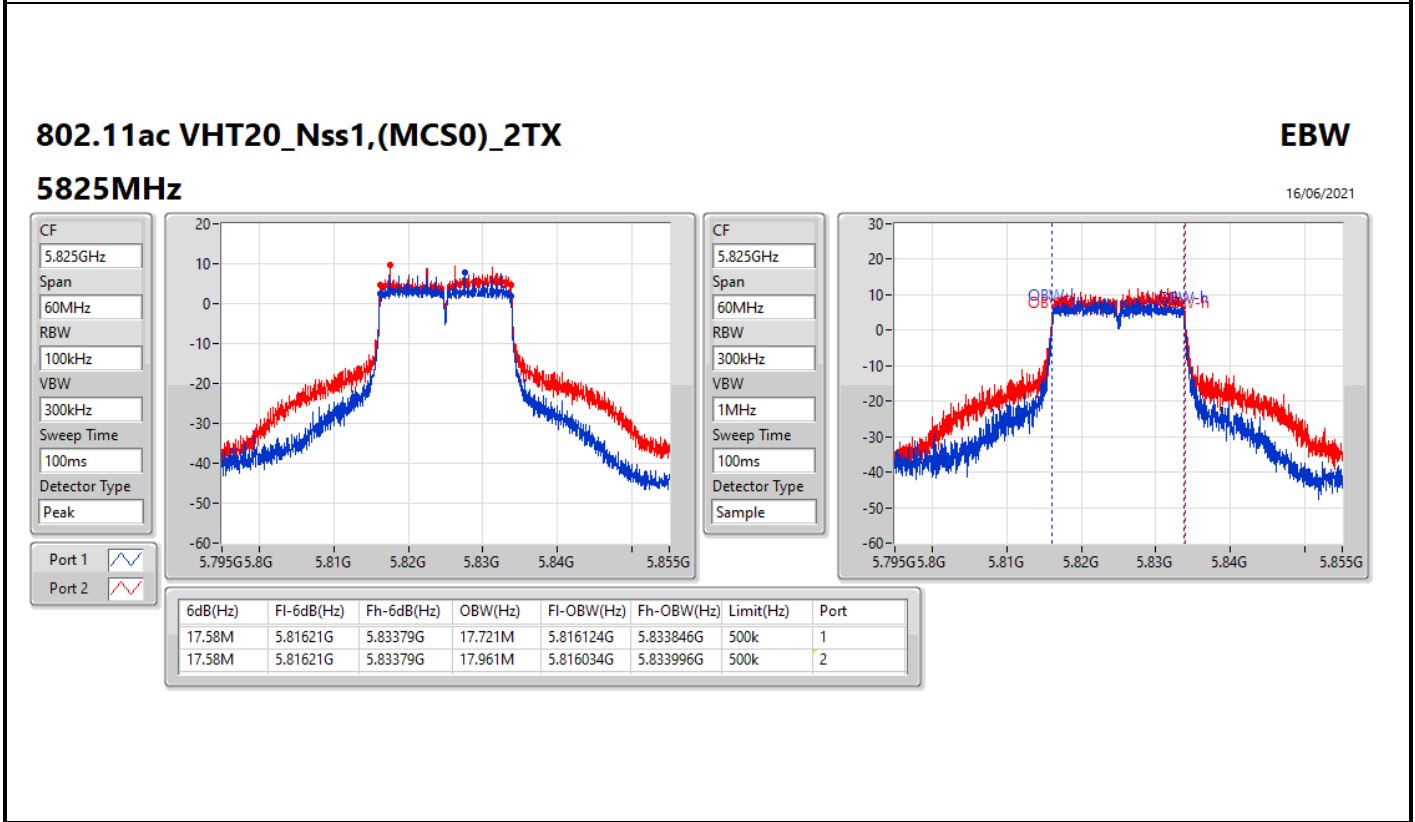 802.11ac VHT20_Nss1,(MCS0)_2TX
EBW
5825MHz
16/06/2021
CF
5.825GHz
Span
60MHz
RBW
100kHz
VBW
300kHz
Sweep Time
100ms
Detector Type
Peak
Port 1
Port 2
20
10
0
-10
-20
-30
-40
-50
-60
5.795G 5.8G 5.81G 5.82G 5.83G 5.84G 5.855G
CF
5.825GHz
Span
60MHz
RBW
300kHz
VBW
1MHz
Sweep Time
100ms
Detector Type
Sample
30
20
10
0
-10
-20
-30
-40
-50
-60
5.795G 5.8G 5.81G 5.82G 5.83G 5.84G 5.855G
6dB(Hz) Fl-6dB(Hz) Fh-6dB(Hz) OBW(Hz) Fl-OBW(Hz) Fh-OBW(Hz) Limit(Hz) Port
17.58M 5.81621G 5.83379G 17.721M 5.816124G 5.833846G 500k 1
17.58M 5.81621G 5.83379G 17.961M 5.816034G 5.833996G 500k 2